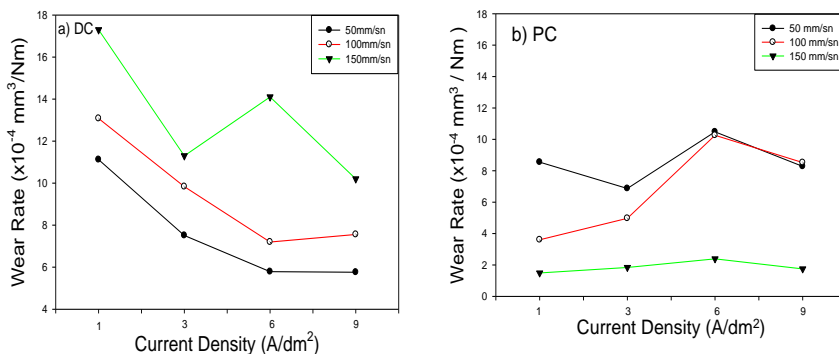 a) DC
50mm/sn
100mm/sn
150mm/sn
Wear Rate (x10⁻⁴ mm³/Nm)
18
16
14
12
10
8
6
4
1
3
6
9
Current Density (A/dm²)
b) PC
50 mm/sn
100 mm/sn
150 mm/sn
Wear Rate (x10⁻⁴ mm³ / Nm )
18
16
14
12
10
8
6
4
2
0
1
3
6
9
Current Density (A/dm²)